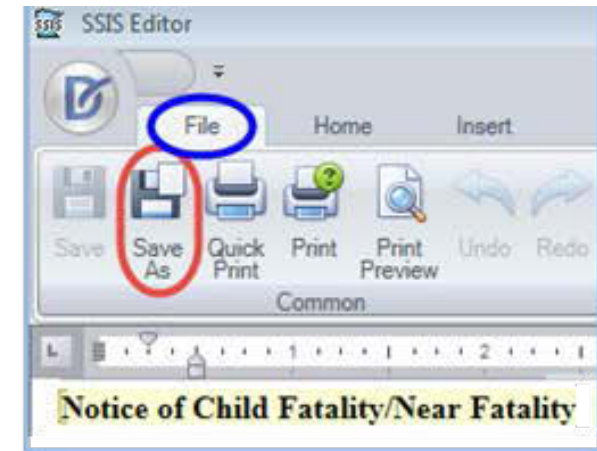 SSIS SSIS Editor
File Home Insert
Save Save As Quick Print Print Print Preview Undo Redo
Common
L 1 2
Notice of Child Fatality/Near Fatality